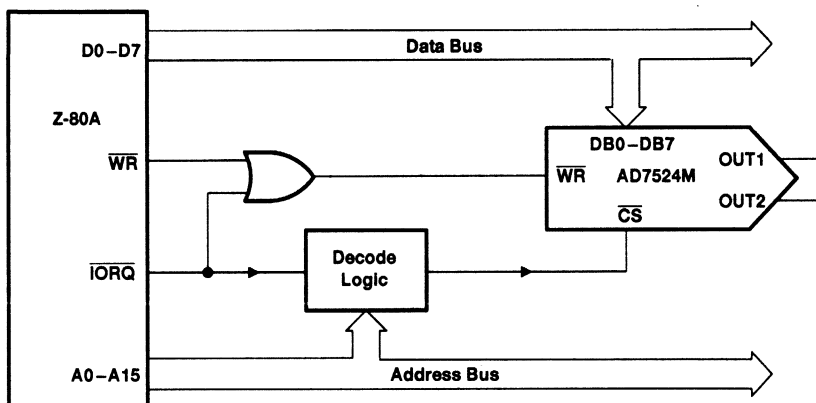 D0–D7
Data Bus
Z-80A
DB0–DB7
WR
OUT1
WR
AD7524M
OUT2
CS
IORQ
Decode
Logic
A0–A15
Address Bus